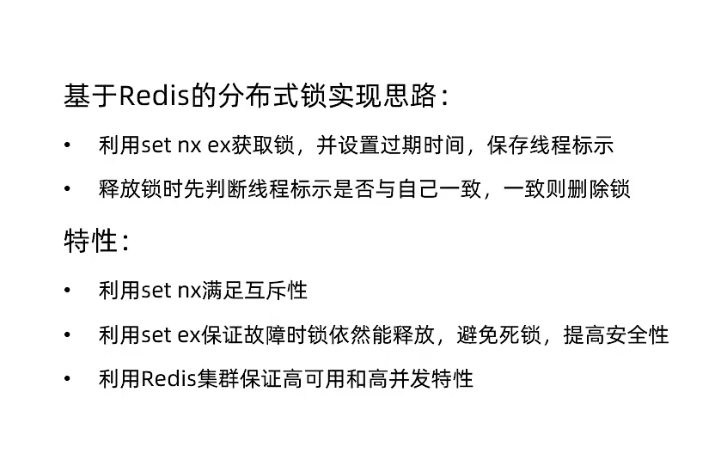 基于Redis的分布式锁实现思路：
• 利用set nx ex获取锁，并设置过期时间，保存线程标示
• 释放锁时先判断线程标示是否与自己一致，一致则删除锁
特性：
• 利用set nx满足互斥性
• 利用set ex保证故障时锁依然能释放，避免死锁，提高安全性
• 利用Redis集群保证高可用和高并发特性